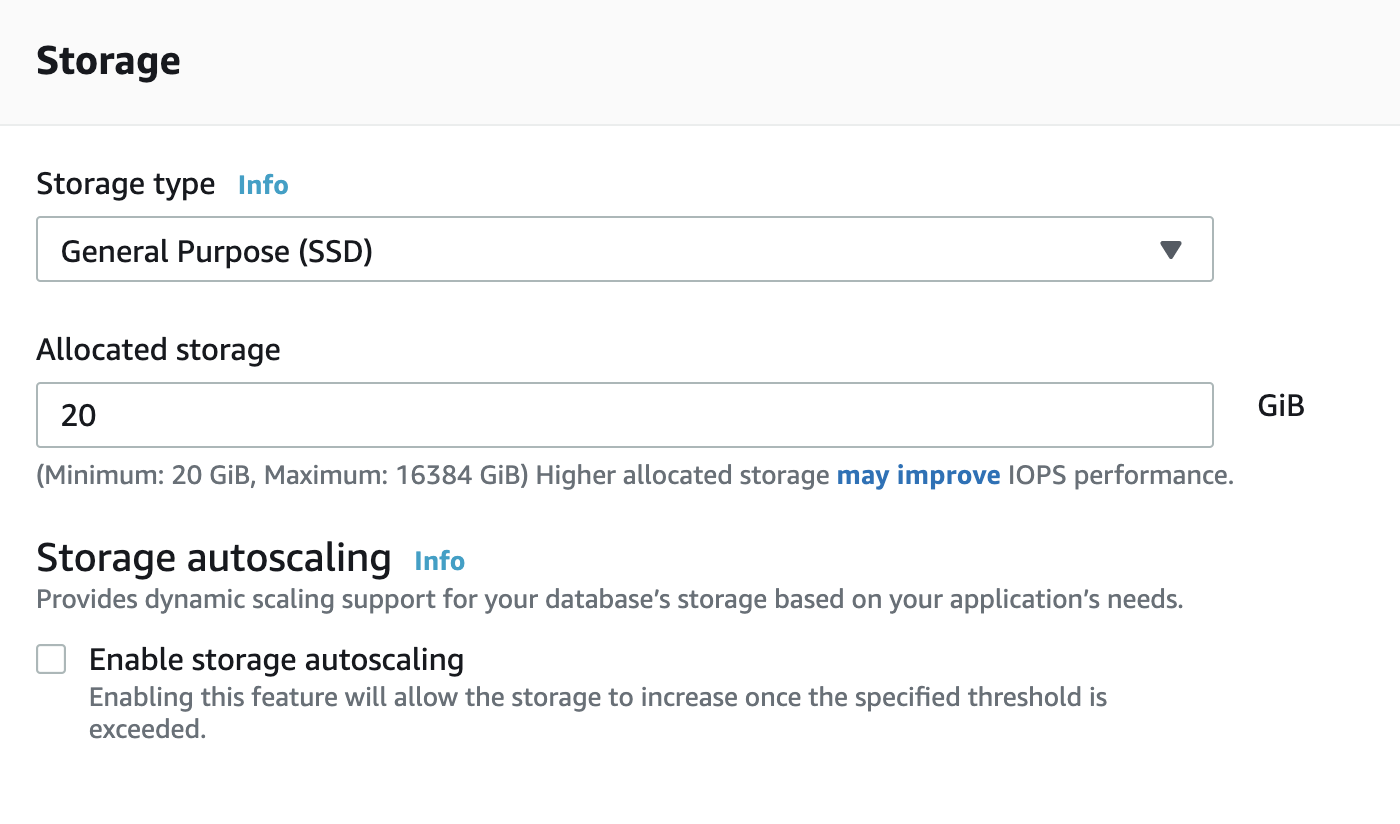 Storage
Storage type Info
General Purpose (SSD)
Allocated storage
20
GiB
(Minimum: 20 GiB, Maximum: 16384 GiB) Higher allocated storage may improve IOPS performance.
Storage autoscaling Info
Provides dynamic scaling support for your database’s storage based on your application’s needs.
Enable storage autoscaling
Enabling this feature will allow the storage to increase once the specified threshold is
exceeded.